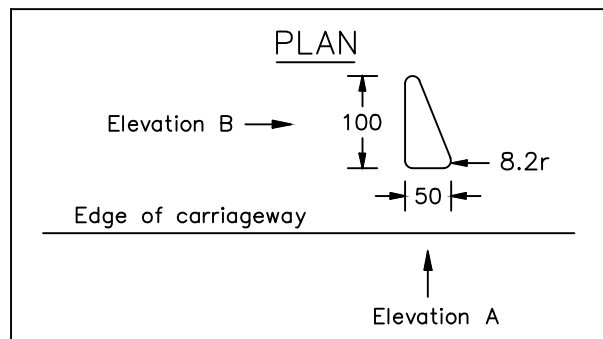 PLAN
Elevation B
100
8.2r
50
Edge of carriageway
Elevation A